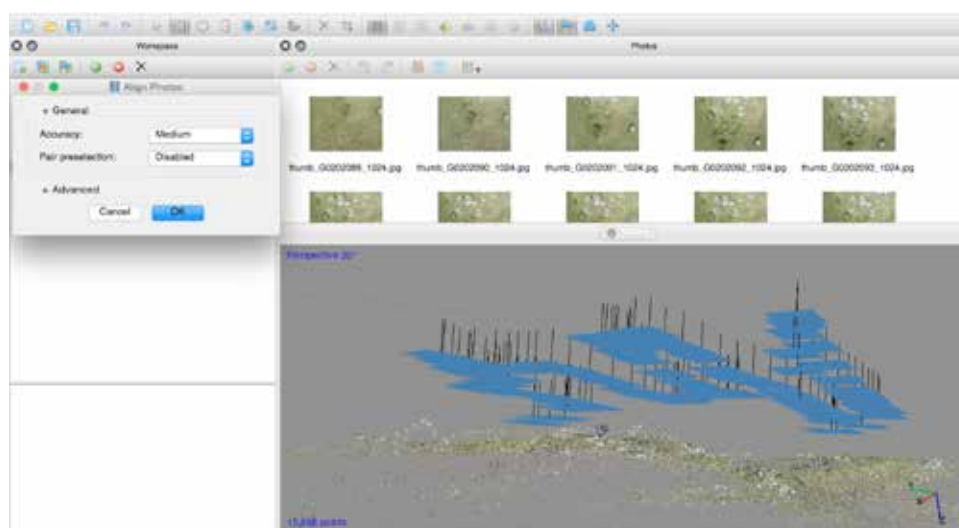 Workspace
Photos
Align Photos
General
Accuracy: Medium
Pair preselection: Disabled
Advanced
Cancel OK
thumb_G0202089_1024.jpg thumb_G0202090_1024.jpg thumb_G0202091_1024.jpg thumb_G0202092_1024.jpg thumb_G0202093_1024.jpg
Perspective 30°
points